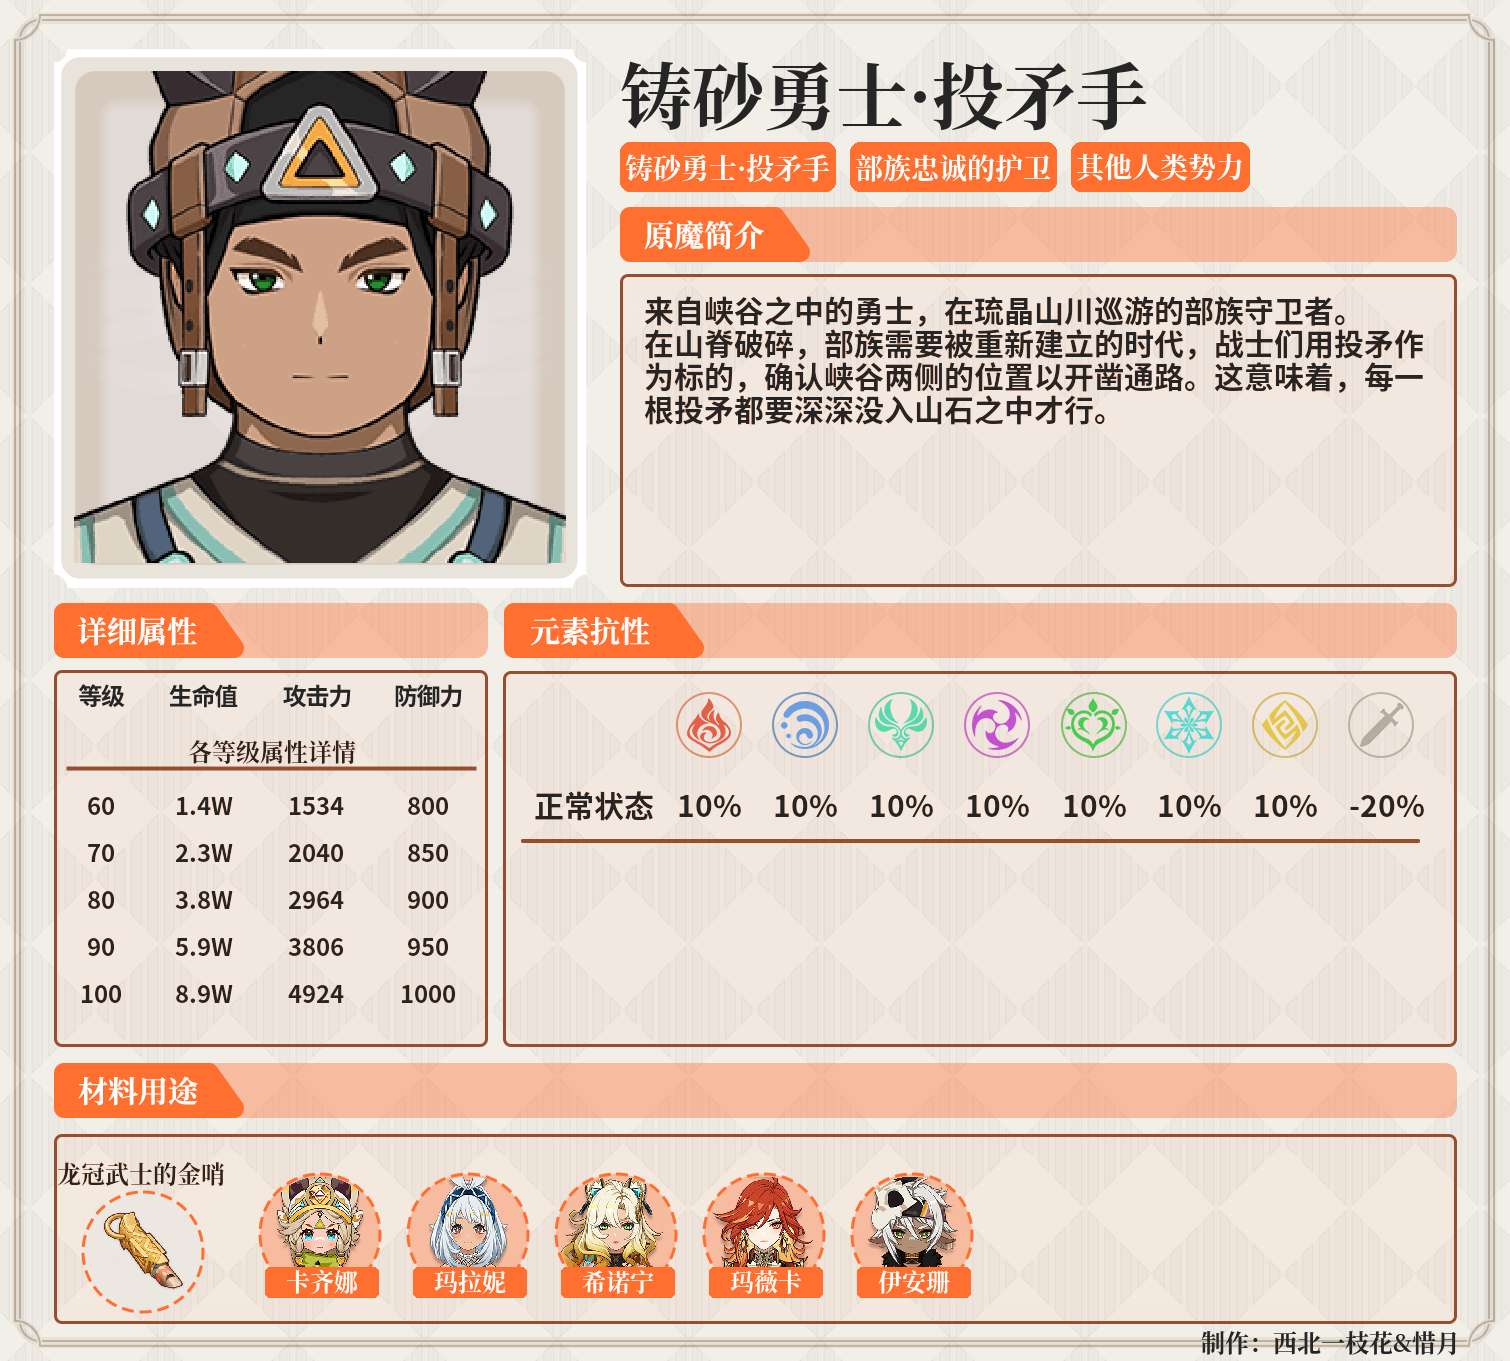 铸砂勇士·投矛手
铸砂勇士·投矛手 部族忠诚的护卫 其他人类势力
原魔简介
来自峡谷之中的勇士，在琉晶山川巡游的部族守卫者。
在山脊破碎，部族需要被重新建立的时代，战士们用投矛作
为标的，确认峡谷两侧的位置以开凿通路。这意味着，每一
根投矛都要深深没入山石之中才行。
详细属性
等级 生命值 攻击力 防御力
各等级属性详情
60 1.4W 1534 800
70 2.3W 2040 850
80 3.8W 2964 900
90 5.9W 3806 950
100 8.9W 4924 1000
元素抗性
正常状态 10% 10% 10% 10% 10% 10% 10% -20%
材料用途
龙冠武士的金哨
卡齐娜 玛拉妮 希诺宁 玛薇卡 伊安珊
制作：西北一枝花&惜月